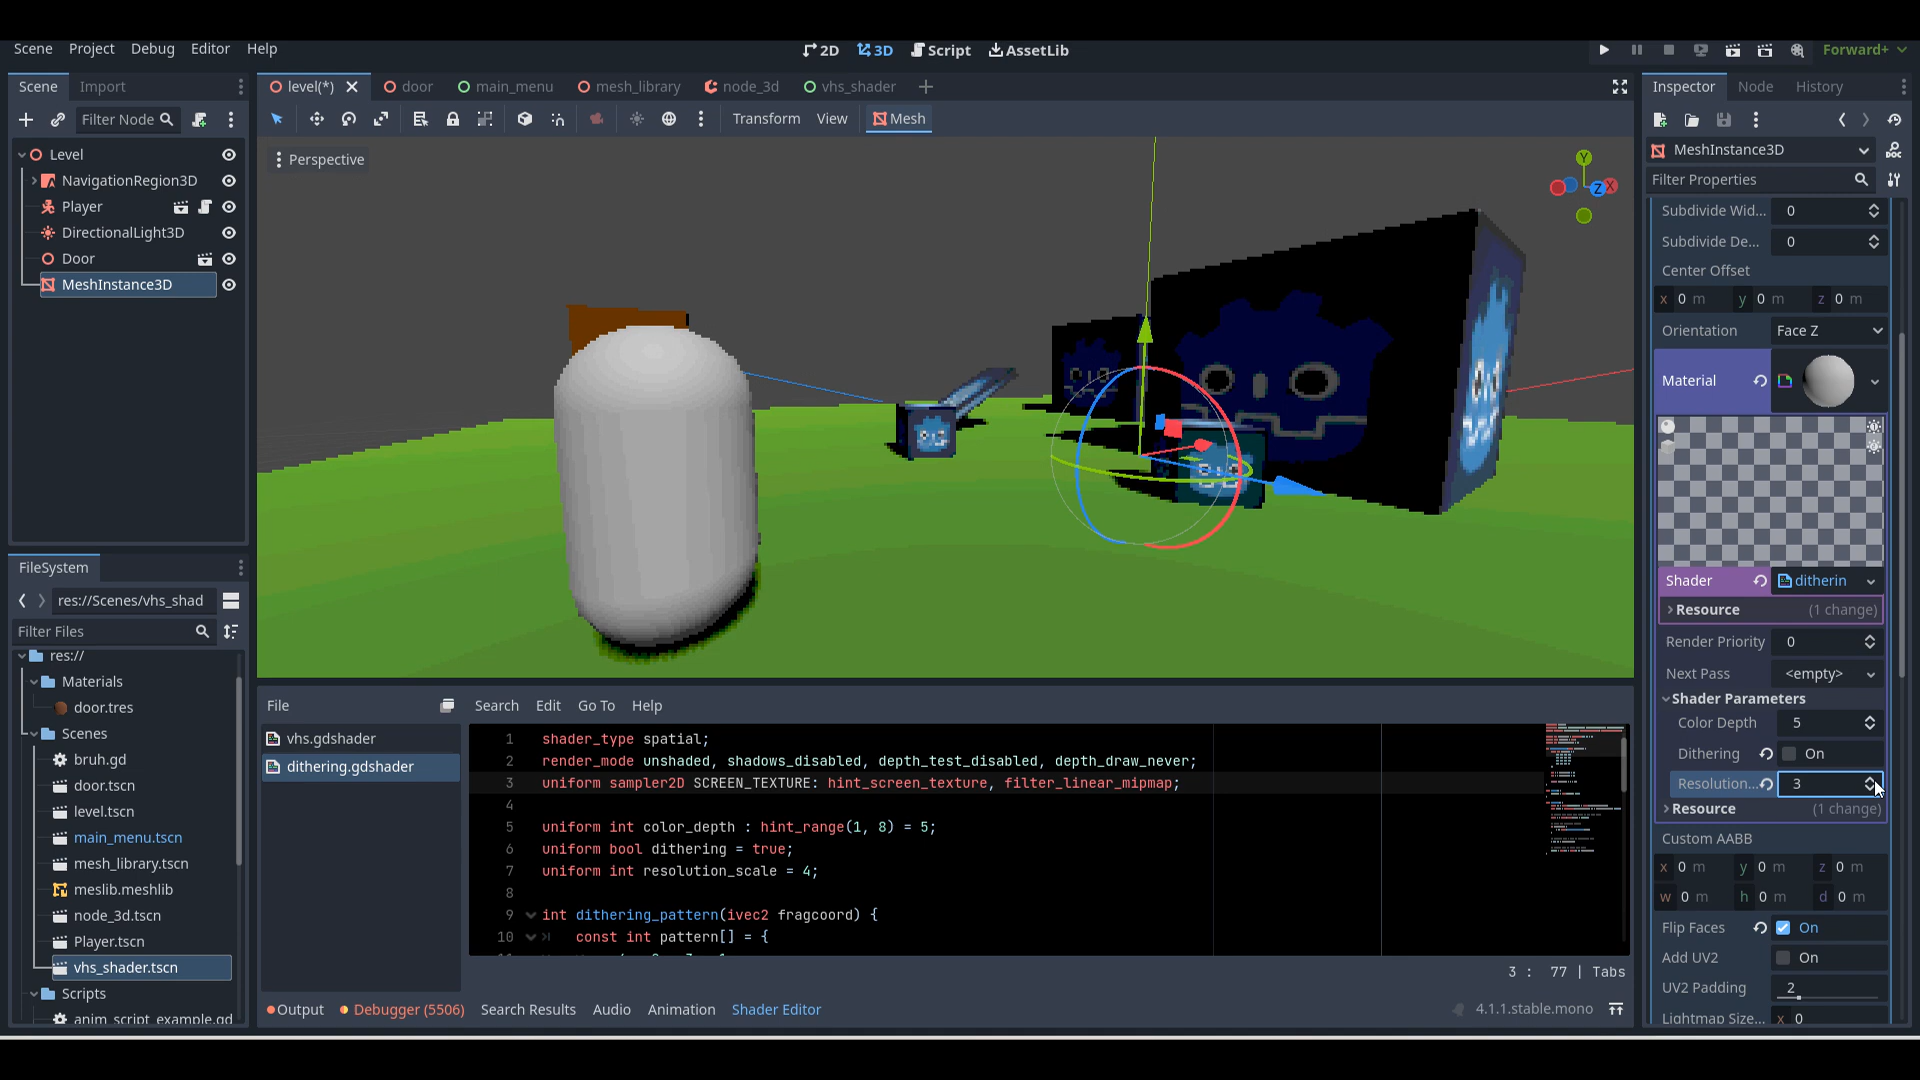 Scene Project Debug Editor Help
2D 3D Script AssetLib
Forward+
Scene Import
level(*) door main_menu mesh_library node_3d vhs_shader
Inspector Node History
Filter Node
Transform View Mesh
Perspective
Y
Z X
Level
NavigationRegion3D
Player
DirectionalLight3D
Door
MeshInstance3D
FileSystem
res://Scenes/vhs_shad
Filter Files
res://
Materials
door.tres
Scenes
bruh.gd
door.tscn
level.tscn
main_menu.tscn
mesh_library.tscn
meslib.meshlib
node_3d.tscn
Player.tscn
vhs_shader.tscn
Scripts
anim_script_example.gd
File
vhs.gdshader
dithering.gdshader
Search Edit Go To Help
1 shader_type spatial;
2 render_mode unshaded, shadows_disabled, depth_test_disabled, depth_draw_never;
3 uniform sampler2D SCREEN_TEXTURE: hint_screen_texture, filter_linear_mipmap;
4
5 uniform int color_depth : hint_range(1, 8) = 5;
6 uniform bool dithering = true;
7 uniform int resolution_scale = 4;
8
9 int dithering_pattern(ivec2 fragcoord) {
10 const int pattern[] = {
3 : 77 | Tabs
Output Debugger (5506) Search Results Audio Animation Shader Editor
4.1.1.stable.mono
MeshInstance3D
Filter Properties
Subdivide Wid... 0
Subdivide De... 0
Center Offset
x 0 m y 0 m z 0 m
Orientation Face Z
Material
Shader ditherin
Resource (1 change)
Render Priority 0
Next Pass <empty>
Shader Parameters
Color Depth 5
Dithering On
Resolution... 3
Resource (1 change)
Custom AABB
x 0 m y 0 m z 0 m
w 0 m h 0 m d 0 m
Flip Faces On
Add UV2 On
UV2 Padding 2
Lightmap Size... x 0